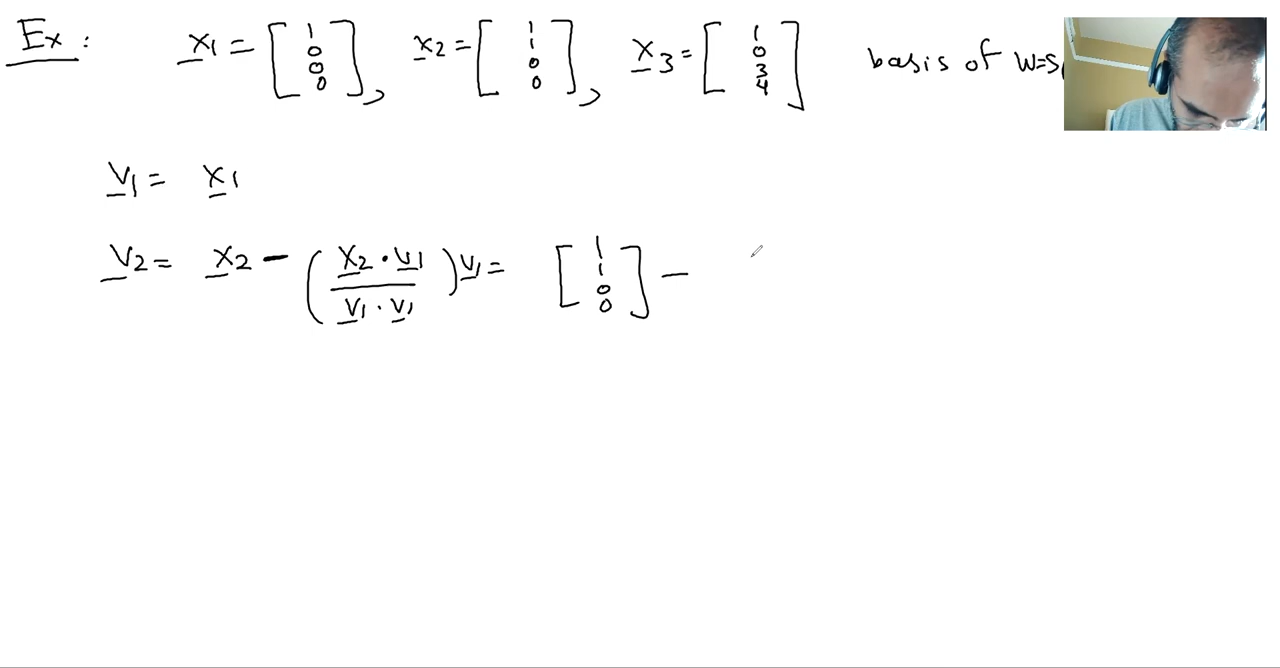 Ex: x1 = [1 0 0 0], x2 = [1 1 0 0], x3 = [1 0 3 4] basis of W=
v1 = x1
v2 = x2 - (x2 · v1 / v1 · v1) v1 = [1 1 0 0] -